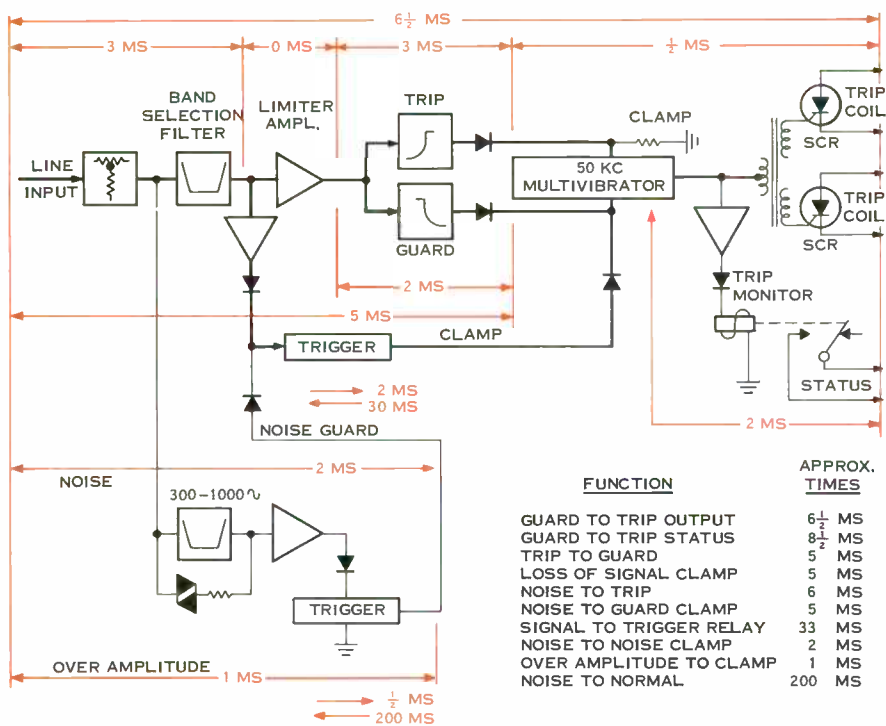 6½ MS
3 MS
0 MS
3 MS
½ MS
BAND
SELECTION
FILTER
LIMITER
AMPL.
TRIP
CLAMP
TRIP
COIL
SCR
LINE
INPUT
50 KC
MULTIVIBRATOR
TRIP
COIL
SCR
GUARD
2 MS
TRIP
MONITOR
5 MS
CLAMP
TRIGGER
STATUS
2 MS
30 MS
2 MS
NOISE GUARD
2 MS
NOISE
300-1000∿
TRIGGER
OVER AMPLITUDE
1 MS
½ MS
200 MS
FUNCTION
APPROX.
TIMES
GUARD TO TRIP OUTPUT 6½ MS
GUARD TO TRIP STATUS 8½ MS
TRIP TO GUARD 5 MS
LOSS OF SIGNAL CLAMP 5 MS
NOISE TO TRIP 6 MS
NOISE TO GUARD CLAMP 5 MS
SIGNAL TO TRIGGER RELAY 33 MS
NOISE TO NOISE CLAMP 2 MS
OVER AMPLITUDE TO CLAMP 1 MS
NOISE TO NORMAL 200 MS